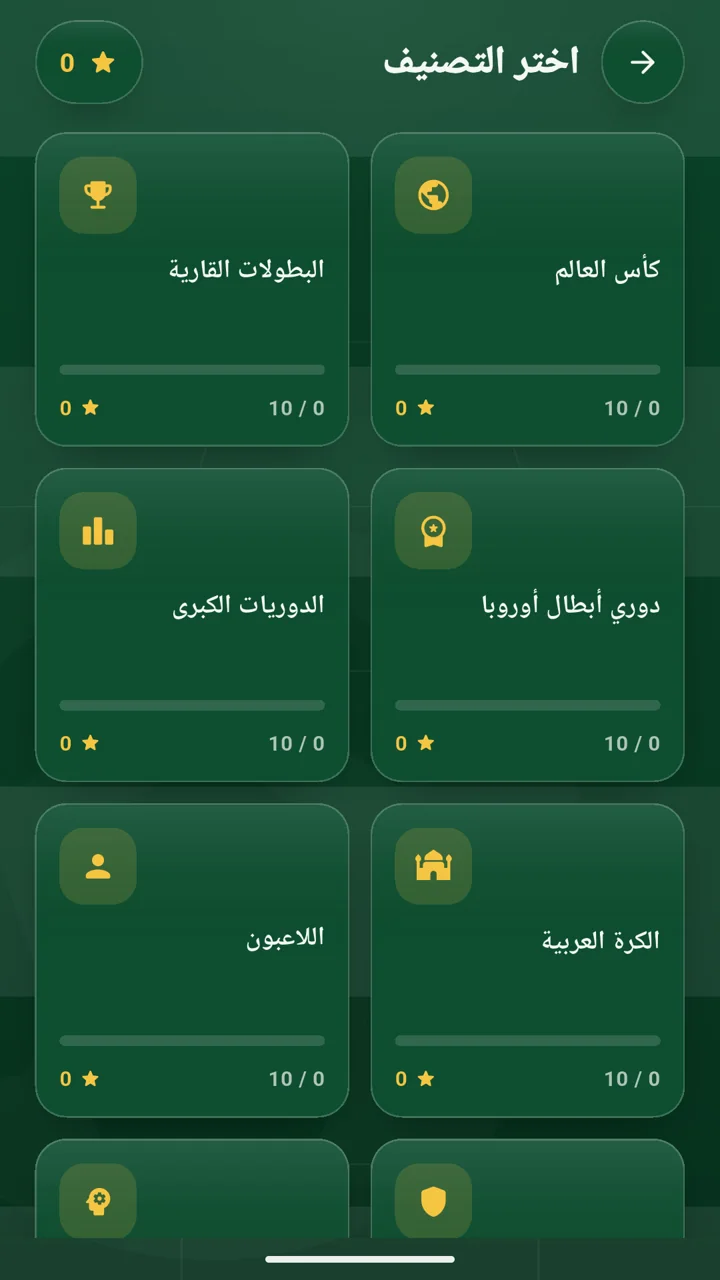 اختر التصنيف
0
كأس العالم
10 / 0
0
البطولات القارية
10 / 0
0
دوري أبطال أوروبا
10 / 0
0
الدوريات الكبرى
10 / 0
0
الكرة العربية
10 / 0
0
اللاعبون
10 / 0
0